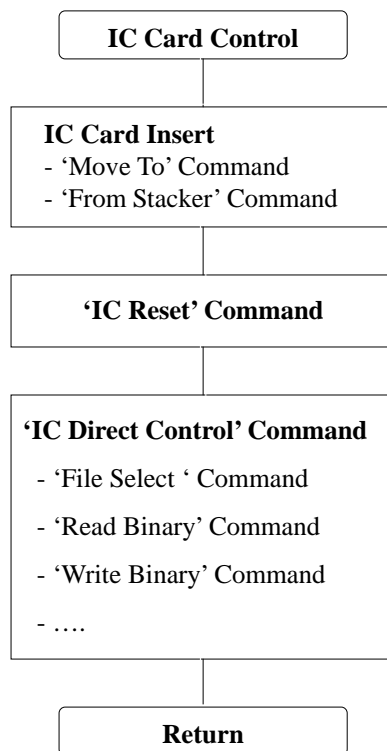 IC Card Control
IC Card Insert
- ‘Move To’ Command
- ‘From Stacker’ Command
‘IC Reset’ Command
‘IC Direct Control’ Command
- ‘File Select ‘ Command
- ‘Read Binary’ Command
- ‘Write Binary’ Command
- ….
Return